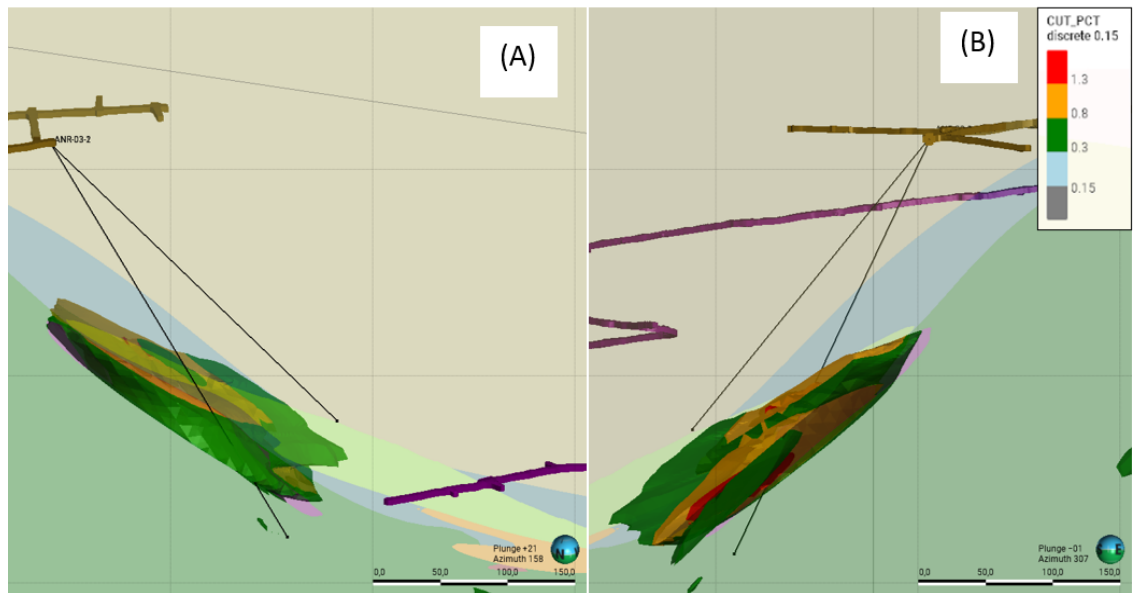 (A)
ANR-03-2
Plunge +21
Azimuth 158
N
0,0 50,0 100,0 150,0
(B)
CUT_PCT
discrete 0.15
1.3
0.8
0.3
0.15
Plunge −01
Azimuth 307
S E
0,0 50,0 100,0 150,0